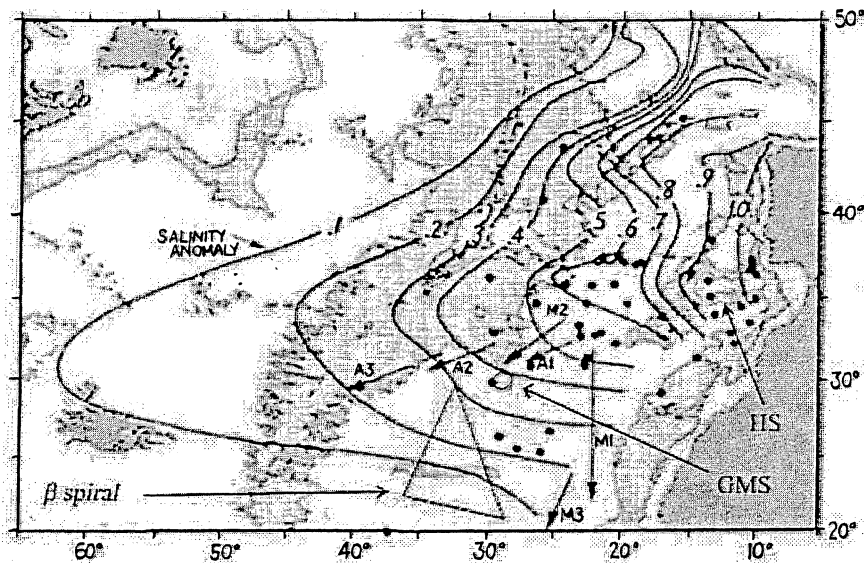 50°
.1
.2
3
4
5
6
7
8
9
10
40°
SALINITY
ANOMALY
M2
A3
A2
A1
30°
HS
M1
GMS
β spiral
M3
20°
60°
50°
40°
30°
20°
10°